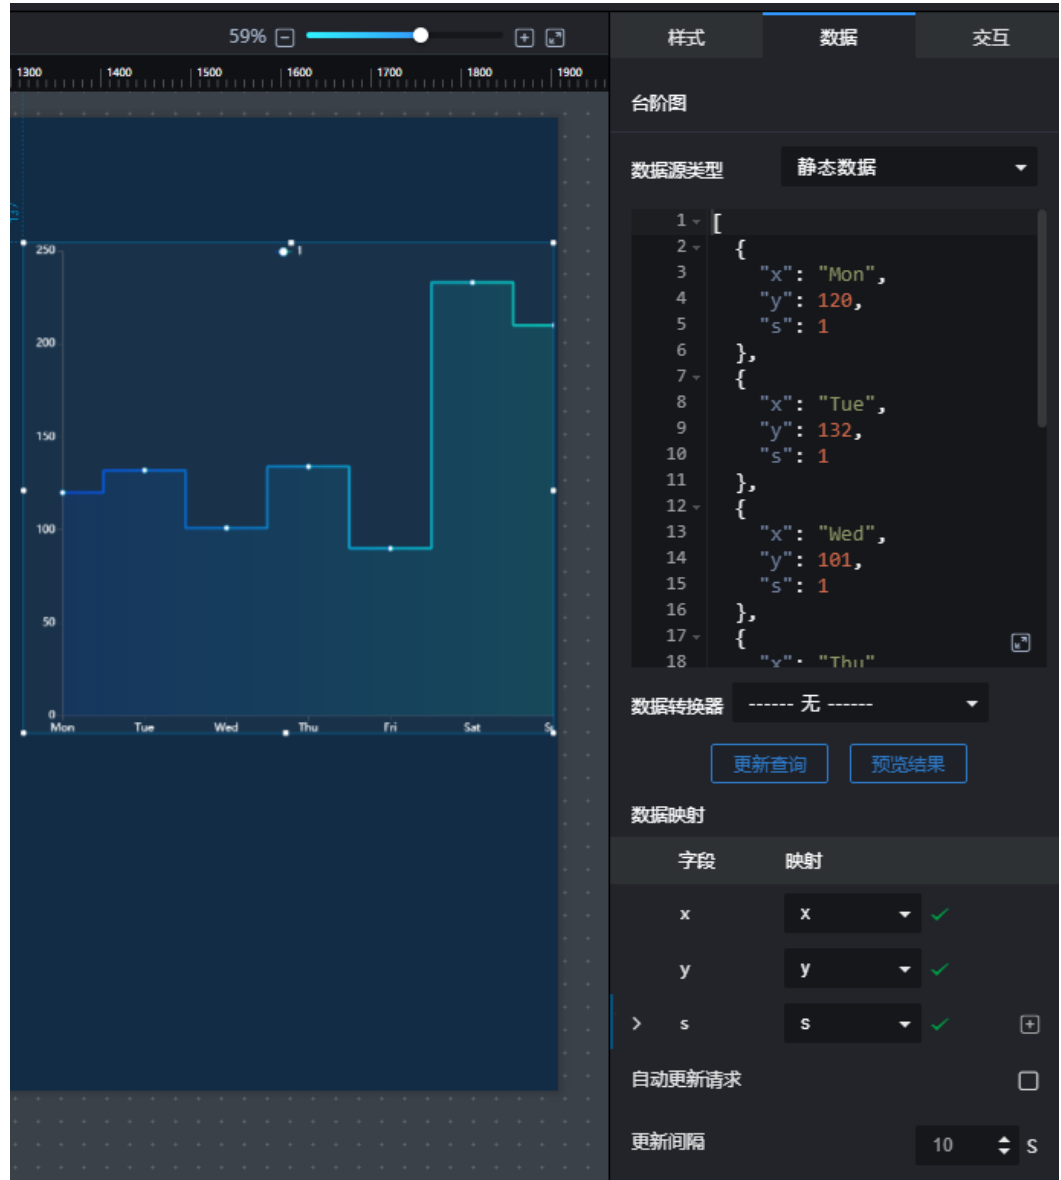 59%
样式 数据 交互
1300 1400 1500 1600 1700 1800 1900
台阶图
数据源类型 静态数据
137
1
250
200
150
100
50
0
Mon Tue Wed Thu Fri Sat
1 [
2 {
3 "x": "Mon",
4 "y": 120,
5 "s": 1
6 },
7 {
8 "x": "Tue",
9 "y": 132,
10 "s": 1
11 },
12 {
13 "x": "Wed",
14 "y": 101,
15 "s": 1
16 },
17 {
18 "x": "Thu"
数据转换器 ------ 无 ------
更新查询 预览结果
数据映射
字段 映射
x x
y y
s s
自动更新请求
更新间隔 10 S